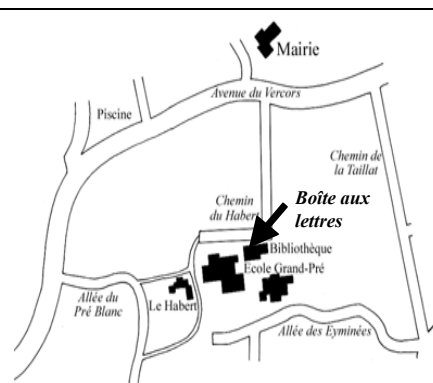 Mairie
Avenue du Vercors
Piscine
Chemin de
la Taillat
Chemin
du Habert
Boîte aux
lettres
Bibliothèque
Ecole Grand-Pré
Allée du
Pré Blanc
Le Habert
Allée des Eyminées